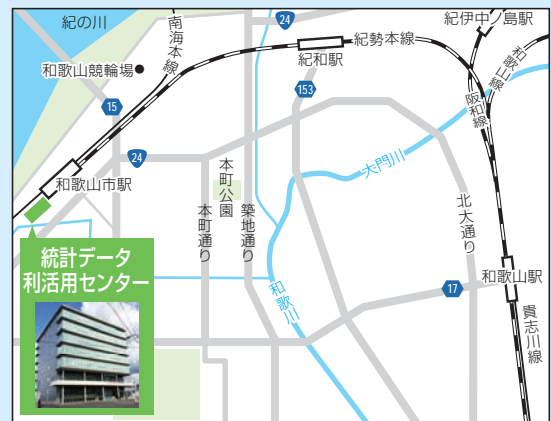 紀の川
南海本線
24
紀伊中ノ島駅
紀勢本線
紀和駅
和歌山線
和歌山競輪場
阪和線
153
15
大門川
24
和歌山市駅
本町公園
本町通り
築地通り
北大通り
統計データ
利活用センター
和歌川
17
和歌山駅
貴志川線